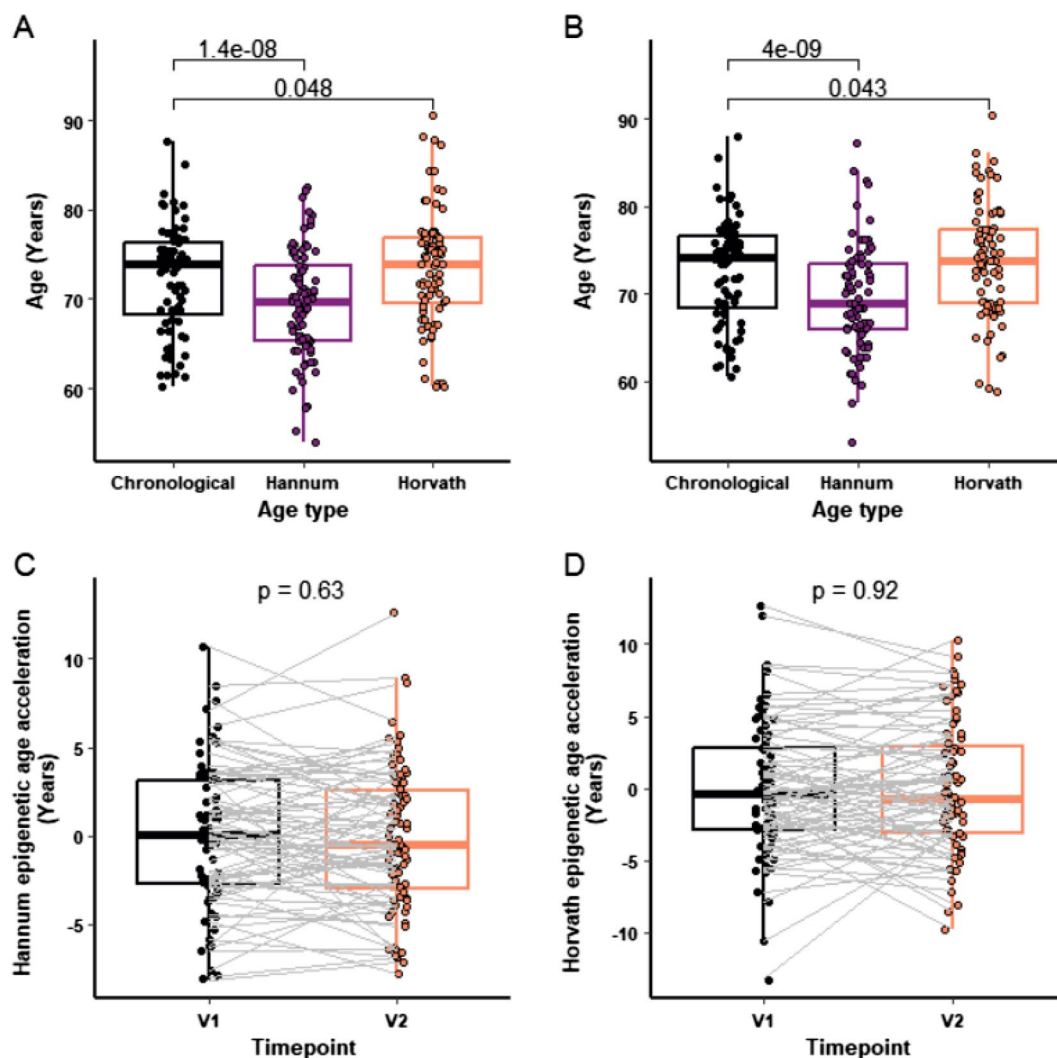 A
1.4e-08
0.048
90
80
70
60
Age (Years)
Chronological Hannum Horvath
Age type
B
4e-09
0.043
90
80
70
60
Age (Years)
Chronological Hannum Horvath
Age type
C
p = 0.63
10
5
0
-5
Hannum epigenetic age acceleration
(Years)
V1 V2
Timepoint
D
p = 0.92
10
5
0
-5
-10
Horvath epigenetic age acceleration
(Years)
V1 V2
Timepoint